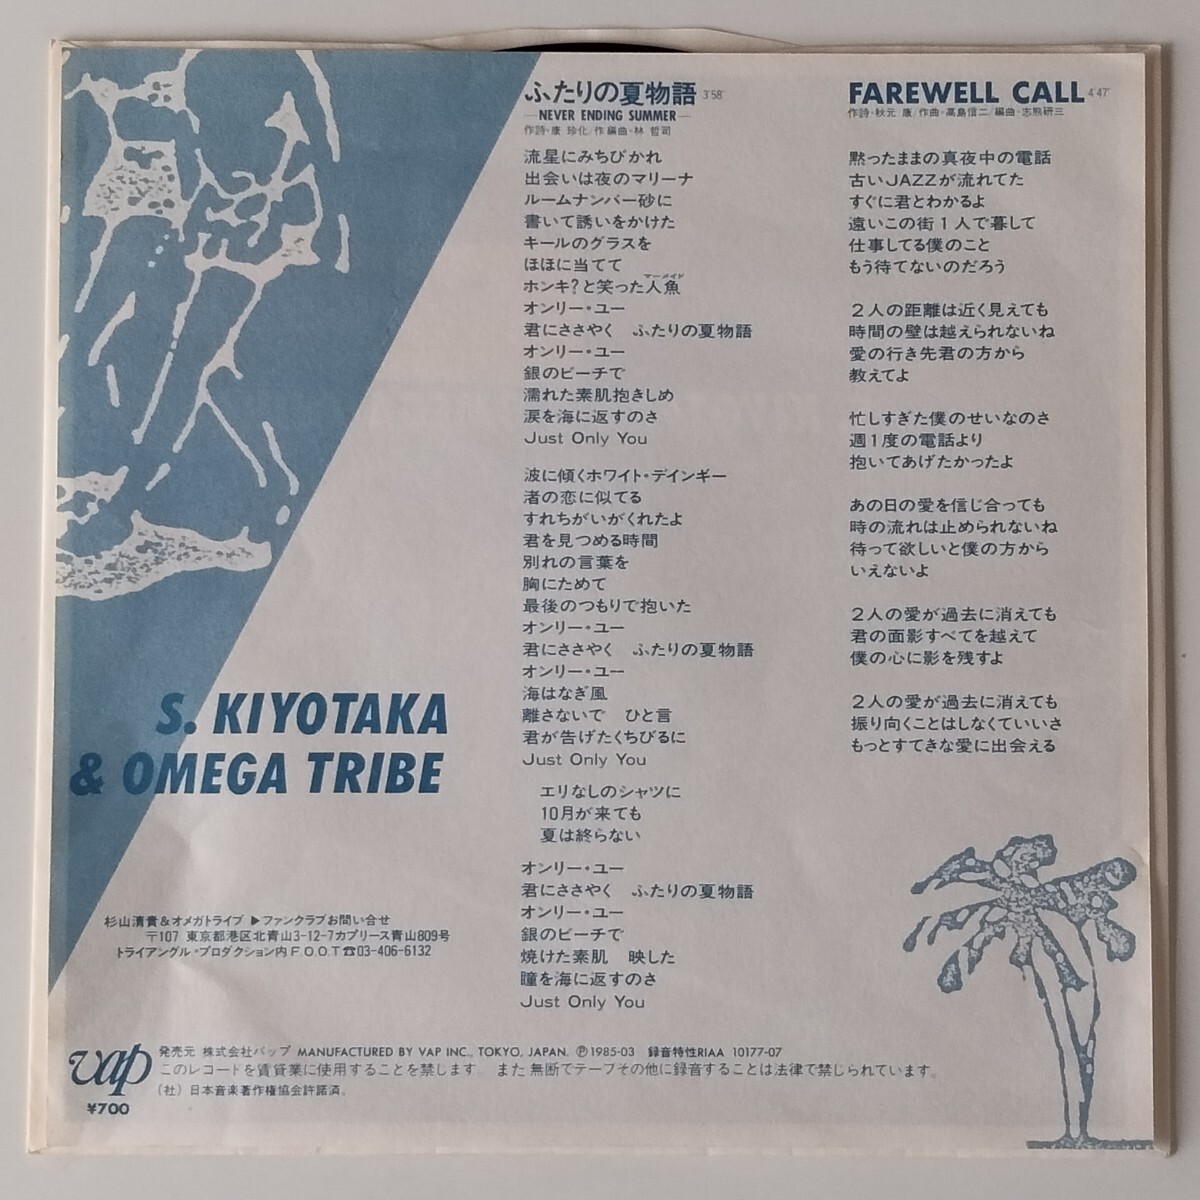 ふたりの夏物語 3'58"
—NEVER ENDING SUMMER—
作詩・康 珍化/作編曲・林 哲司
流星にみちびかれ
出会いは夜のマリーナ
ルームナンバー砂に
書いて誘いをかけた
キールのグラスを
ほほに当てて
マーメイド
ホンキ?と笑った人魚
オンリー・ユー
君にささやく ふたりの夏物語
オンリー・ユー
銀のビーチで
濡れた素肌抱きしめ
涙を海に返すのさ
Just Only You
波に傾くホワイト・デインギー
渚の恋に似てる
すれちがいがくれたよ
君を見つめる時間
別れの言葉を
胸にためて
最後のつもりで抱いた
オンリー・ユー
君にささやく ふたりの夏物語
オンリー・ユー
海はなぎ風
離さないで ひと言
君が告げたくちびるに
Just Only You
エリなしのシャツに
10月が来ても
夏は終らない
オンリー・ユー
君にささやく ふたりの夏物語
オンリー・ユー
銀のビーチで
焼けた素肌 映した
瞳を海に返すのさ
Just Only You
FAREWELL CALL 4'47"
作詩・秋元 康/作曲・高島信二/編曲・志熊研三
黙ったままの真夜中の電話
古いJAZZが流れてた
すぐに君とわかるよ
遠いこの街1人で暮して
仕事してる僕のこと
もう待てないのだろう
2人の距離は近く見えても
時間の壁は越えられないね
愛の行き先君の方から
教えてよ
忙しすぎた僕のせいなのさ
週1度の電話より
抱いてあげたかったよ
あの日の愛を信じ合っても
時の流れは止められないね
待って欲しいと僕の方から
いえないよ
2人の愛が過去に消えても
君の面影すべてを越えて
僕の心に影を残すよ
2人の愛が過去に消えても
振り向くことはしなくていいさ
もっとすてきな愛に出会える
S. KIYOTAKA
& OMEGA TRIBE
杉山清貴&オメガトライブ ▶ファンクラブお問い合せ
〒107 東京都港区北青山3-12-7カプリース青山809号
トライアングル・プロダクション内 F.O.O.T ☎03-406-6132
vap
¥700
発売元 株式会社バップ MANUFACTURED BY VAP INC., TOKYO, JAPAN. ℗1985-03 録音特性RIAA 10177-07
このレコードを賃貸業に使用することを禁じます。また無断でテープその他に録音することは法律で禁じられています。
(社)日本音楽著作権協会許諾済。